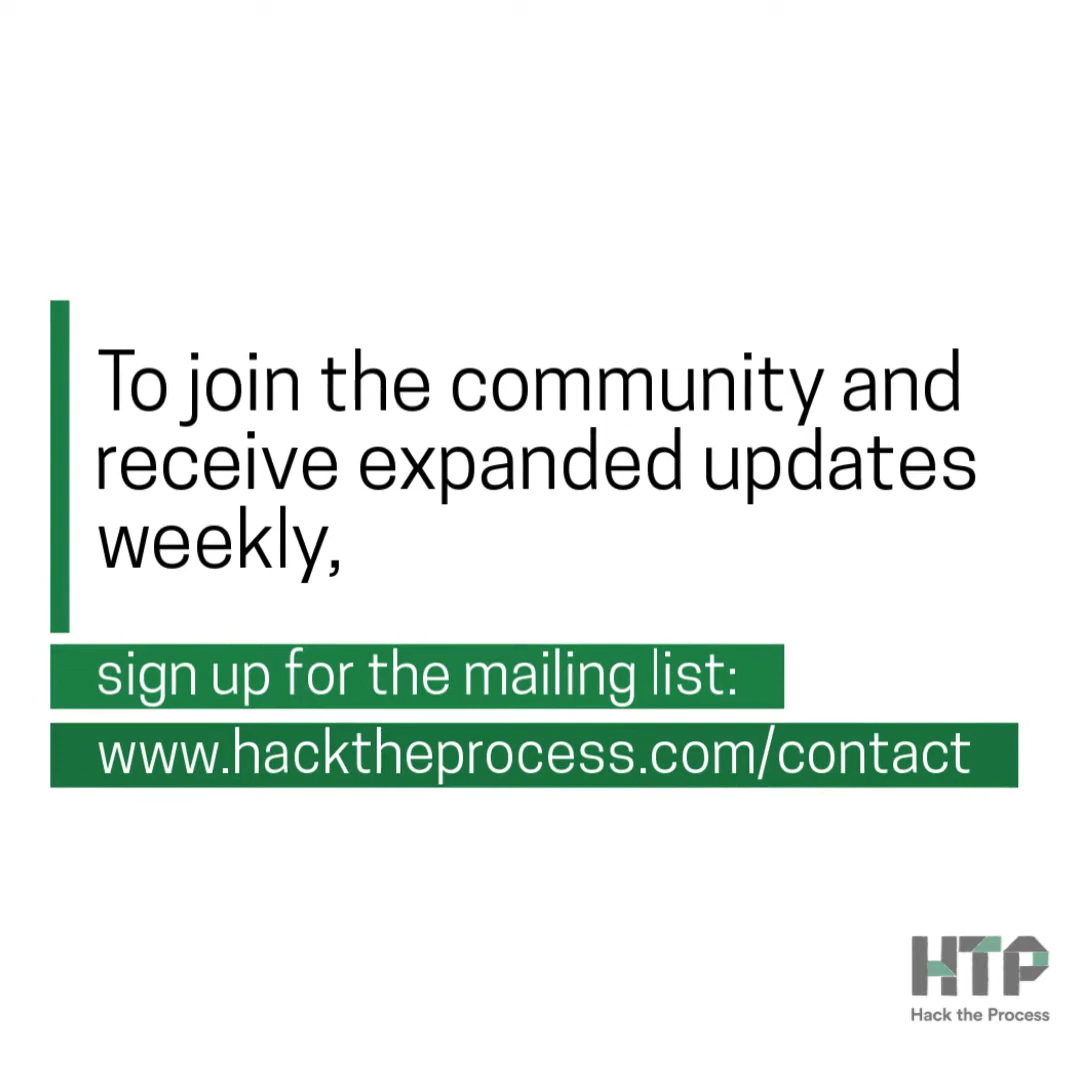 To join the community and
receive expanded updates
weekly,
sign up for the mailing list:
www.hacktheprocess.com/contact
HTP
Hack the Process